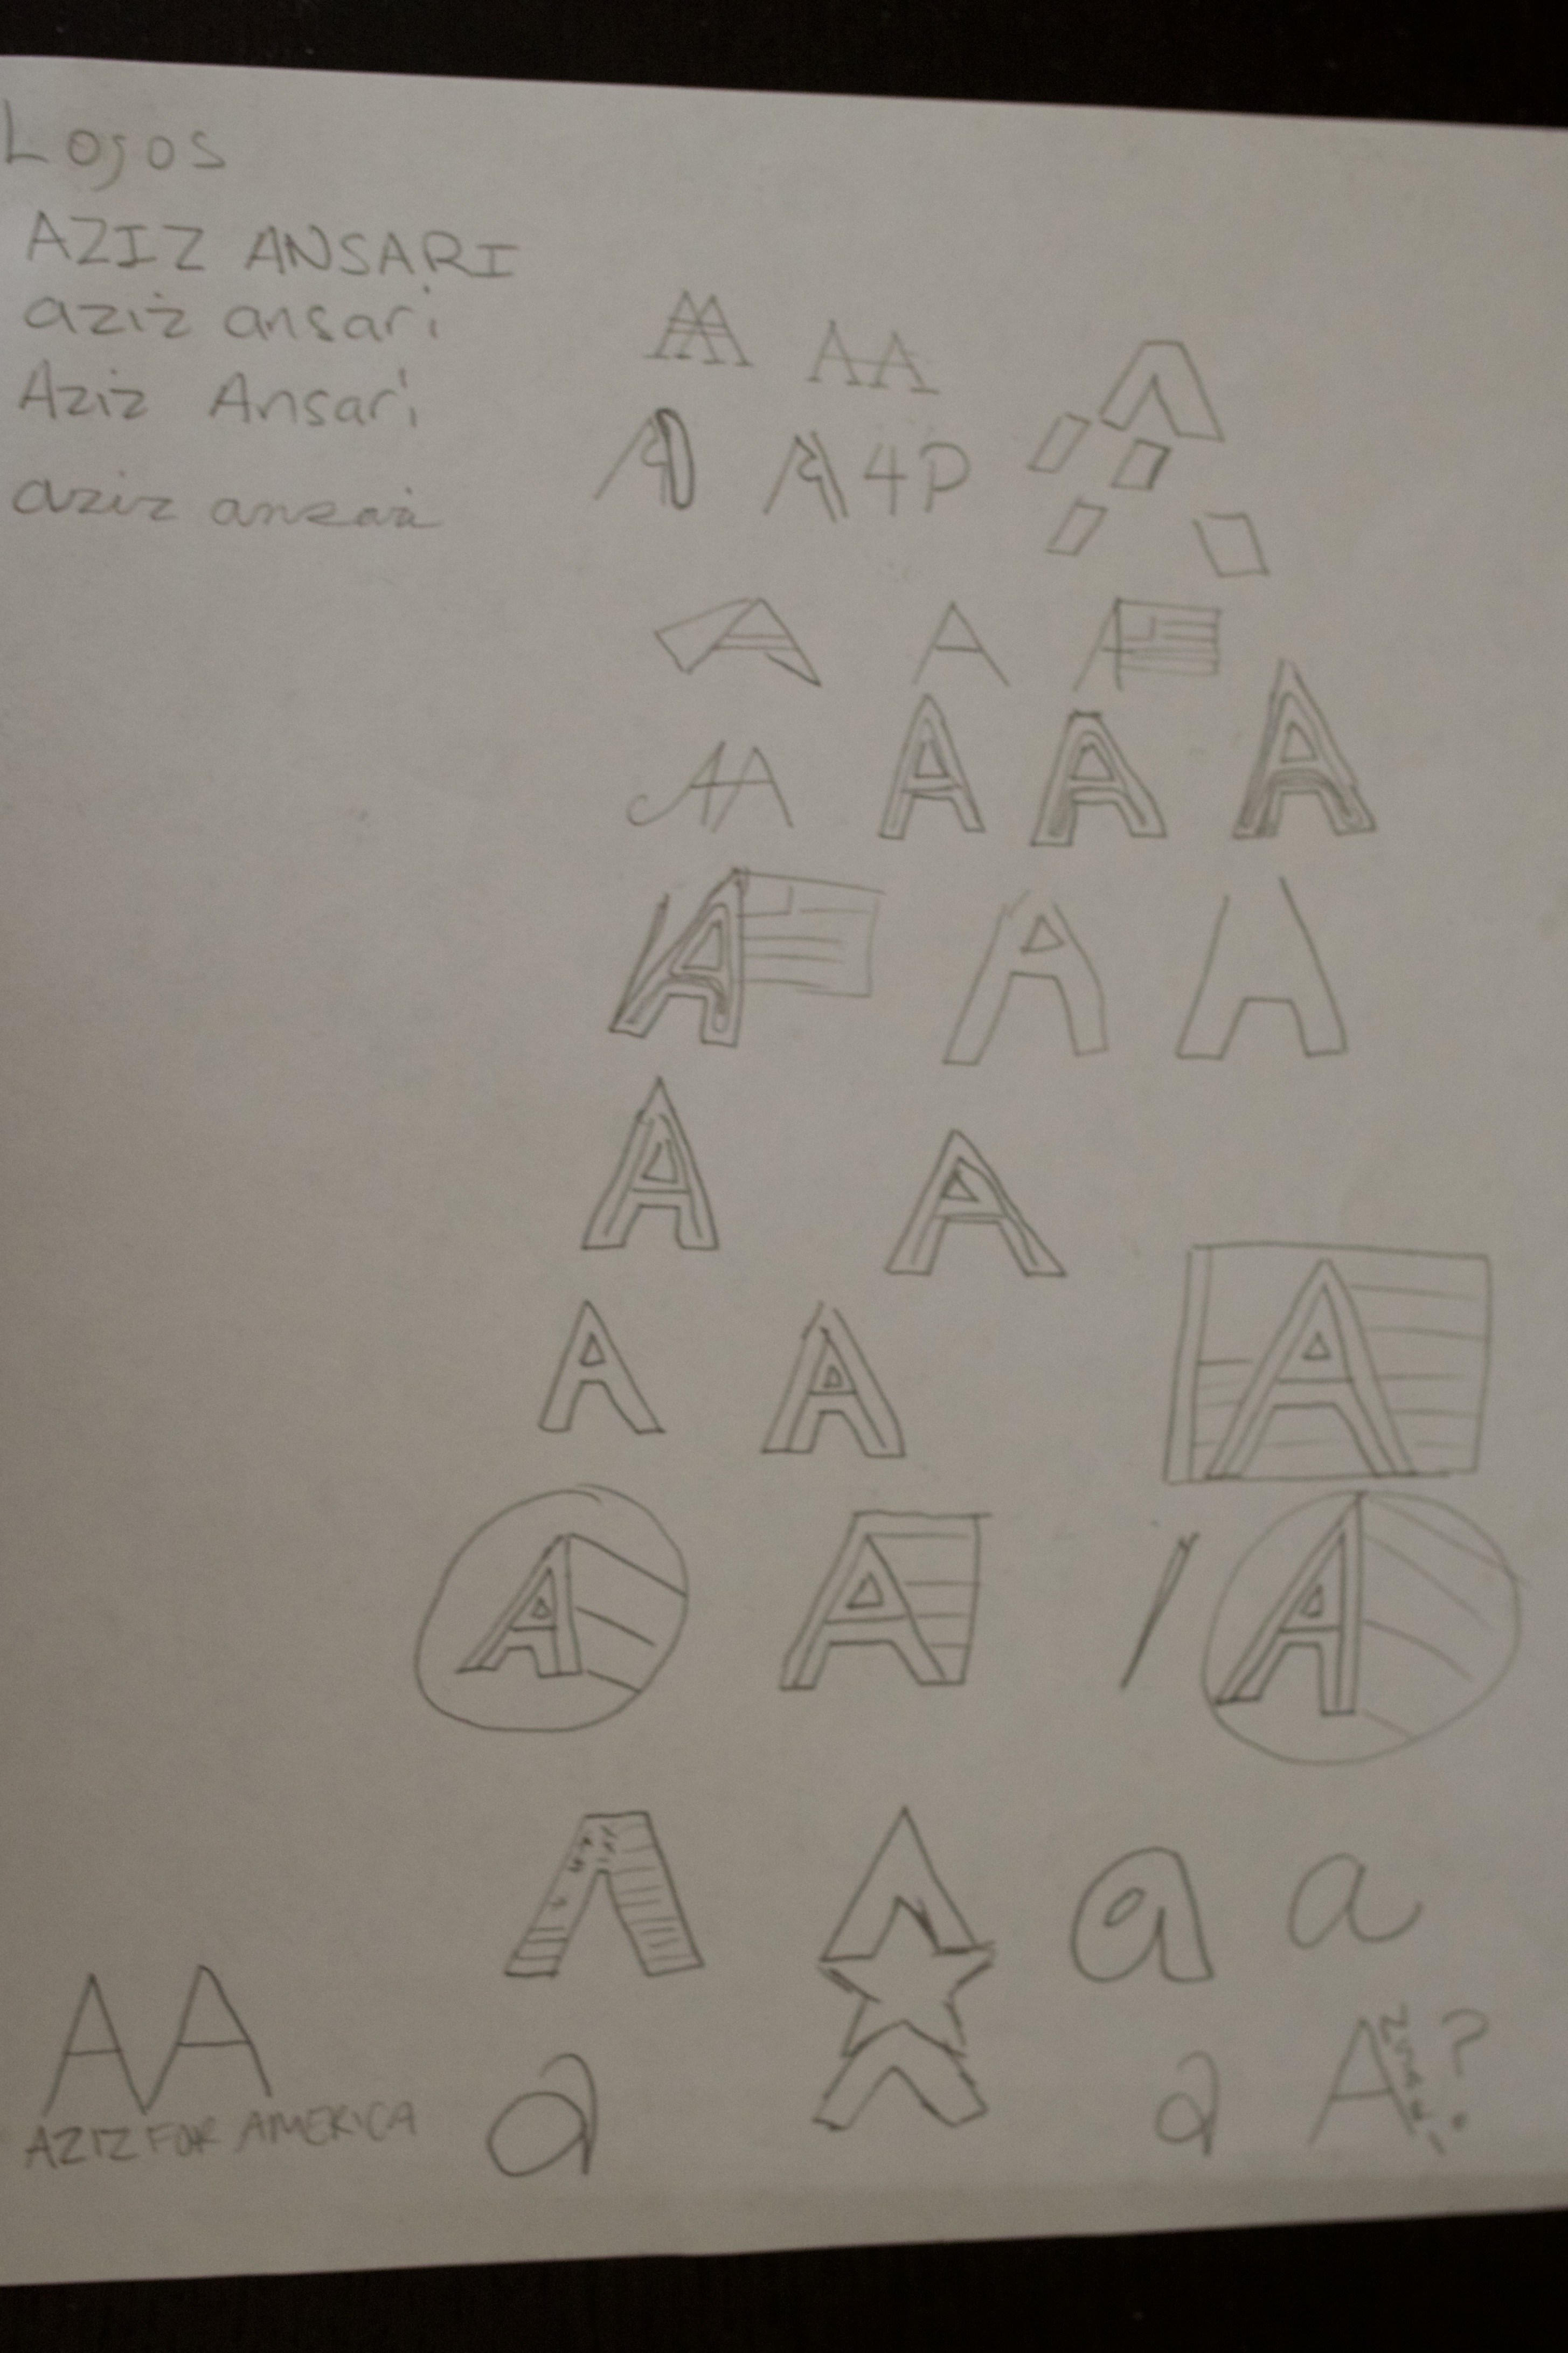 Logos
AZIZ ANSARI
aziz ansari
Aziz Ansari
aziz ansari
AA AA
A A4P
A A A
AA A A A
A A
A A
A A A
A A A
a a
AA
AZIZ FOR AMERICA
a a A ?